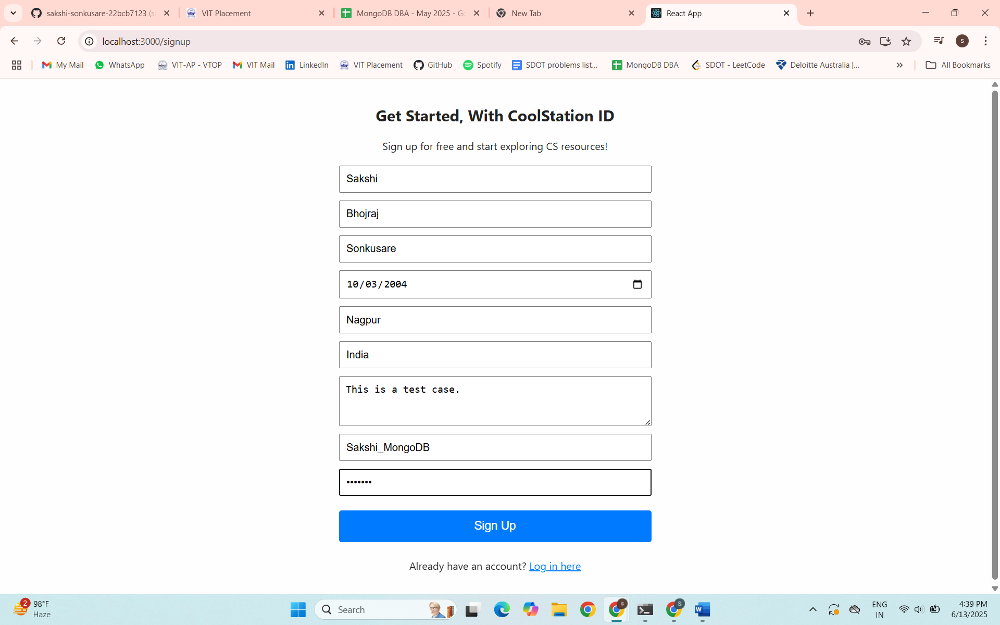 sakshi-sonkusare-22bcb7123 (s
VIT Placement
MongoDB DBA - May 2025 - Go
New Tab
React App
localhost:3000/signup
s
My Mail
WhatsApp
VIT-AP - VTOP
VIT Mail
LinkedIn
VIT Placement
GitHub
Spotify
SDOT problems list...
MongoDB DBA
SDOT - LeetCode
Deloitte Australia |...
All Bookmarks
Get Started, With CoolStation ID
Sign up for free and start exploring CS resources!
Sakshi
Bhojraj
Sonkusare
10/03/2004
Nagpur
India
This is a test case.
Sakshi_MongoDB
•••••••
Sign Up
Already have an account? Log in here
2
98°F
Haze
Search
s
S
ENG
IN
4:39 PM
6/13/2025